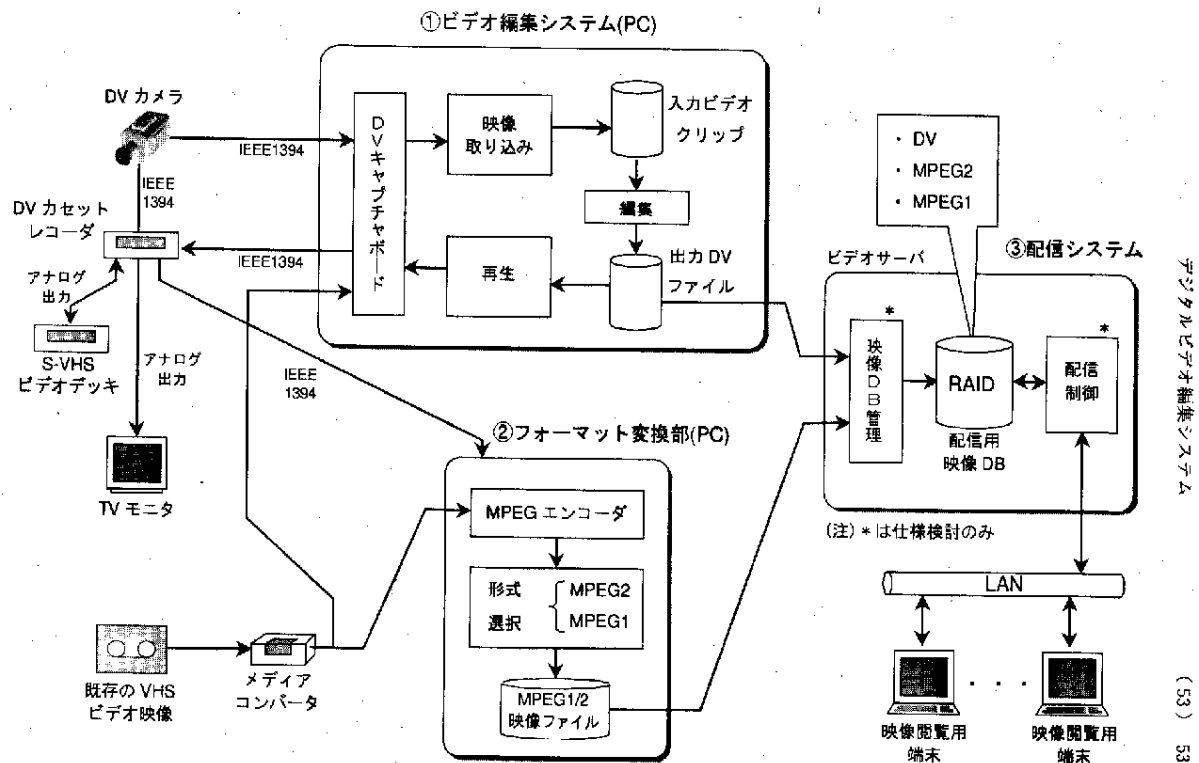 ①ビデオ編集システム(PC)
DV カメラ
IEEE1394
IEEE
1394
DV カセット
レコーダ
IEEE1394
アナログ
出力
S-VHS
ビデオデッキ
アナログ
出力
TV モニタ
DVキャプチャボード
映像
取り込み
入力ビデオ
クリップ
編集
再生
出力 DV
ファイル
IEEE
1394
②フォーマット変換部(PC)
MPEG エンコーダ
形式
選択
MPEG2
MPEG1
MPEG1/2
映像ファイル
既存の VHS
ビデオ映像
メディア
コンバータ
・ DV
・ MPEG2
・ MPEG1
③配信システム
ビデオサーバ
*
映像DB管理
RAID
配信用
映像 DB
*
配信
制御
(注) * は仕様検討のみ
LAN
・ ・ ・
映像閲覧用
端末
映像閲覧用
端末
デジタルビデオ編集システム
( 53 )
53